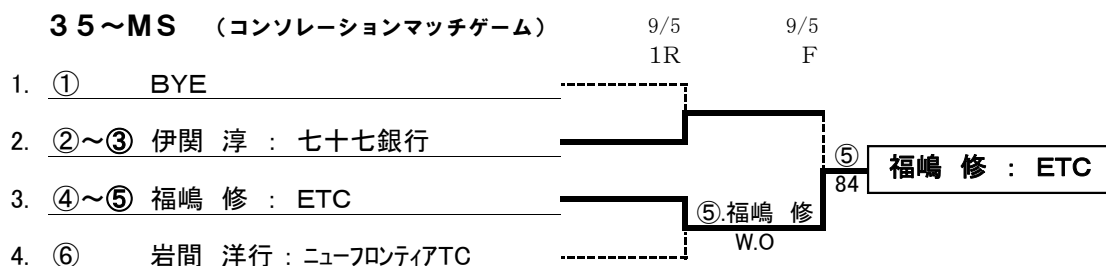 ３５～ＭＳ （コンソレーションマッチゲーム） 9/5 9/5
1R F
1. ① ＢＹＥ
2. ②～③ 伊関 淳 ： 七十七銀行
3. ④～⑤ 福嶋 修 ： ＥＴＣ
4. ⑥ 岩間 洋行 : ニューフロンティアTC
⑤.福嶋 修
W.O
⑤
84
福嶋 修 ： ＥＴＣ